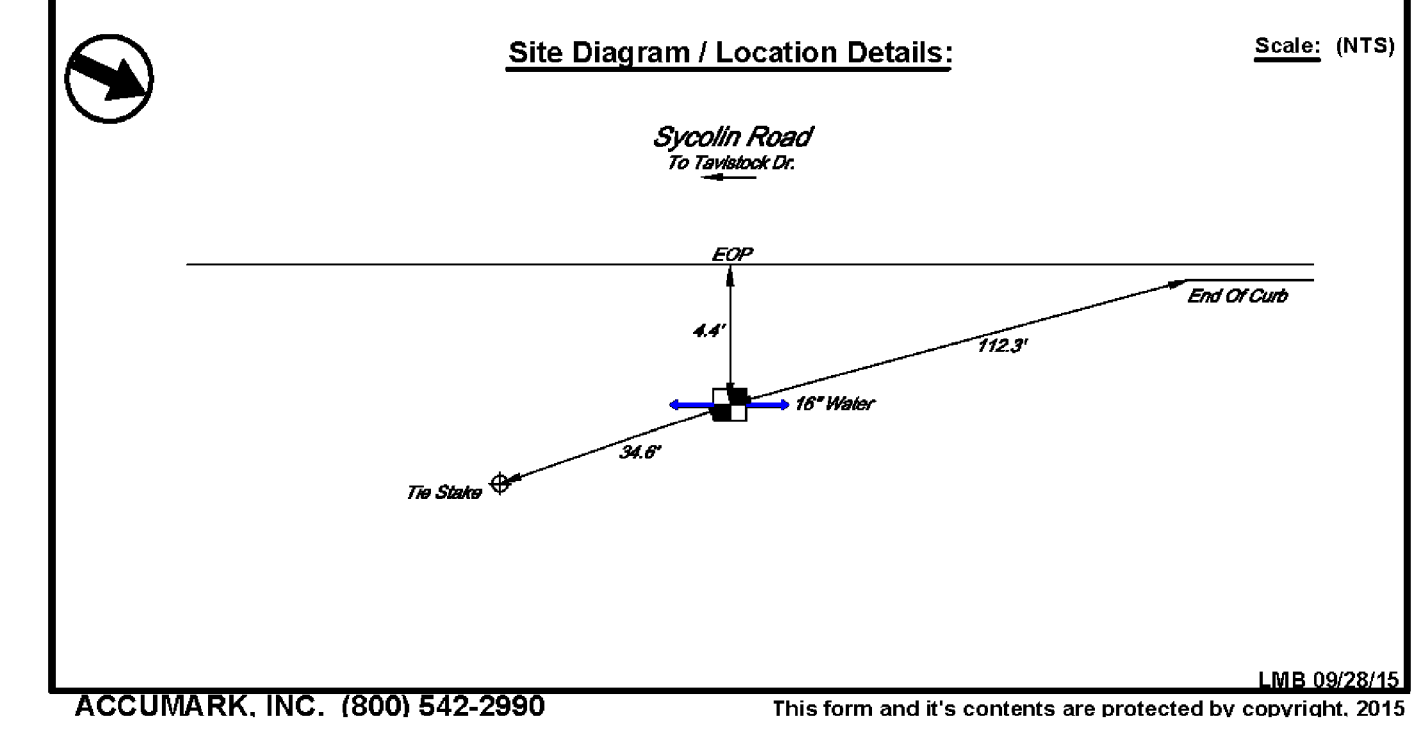 Site Diagram / Location Details:
Scale: (NTS)
Sycolin Road
To Tavistock Dr.
EOP
End Of Curb
4.4'
112.3'
16" Water
34.6'
Tie Stake
LMB 09/28/15
ACCUMARK, INC. (800) 542-2990
This form and it's contents are protected by copyright, 2015